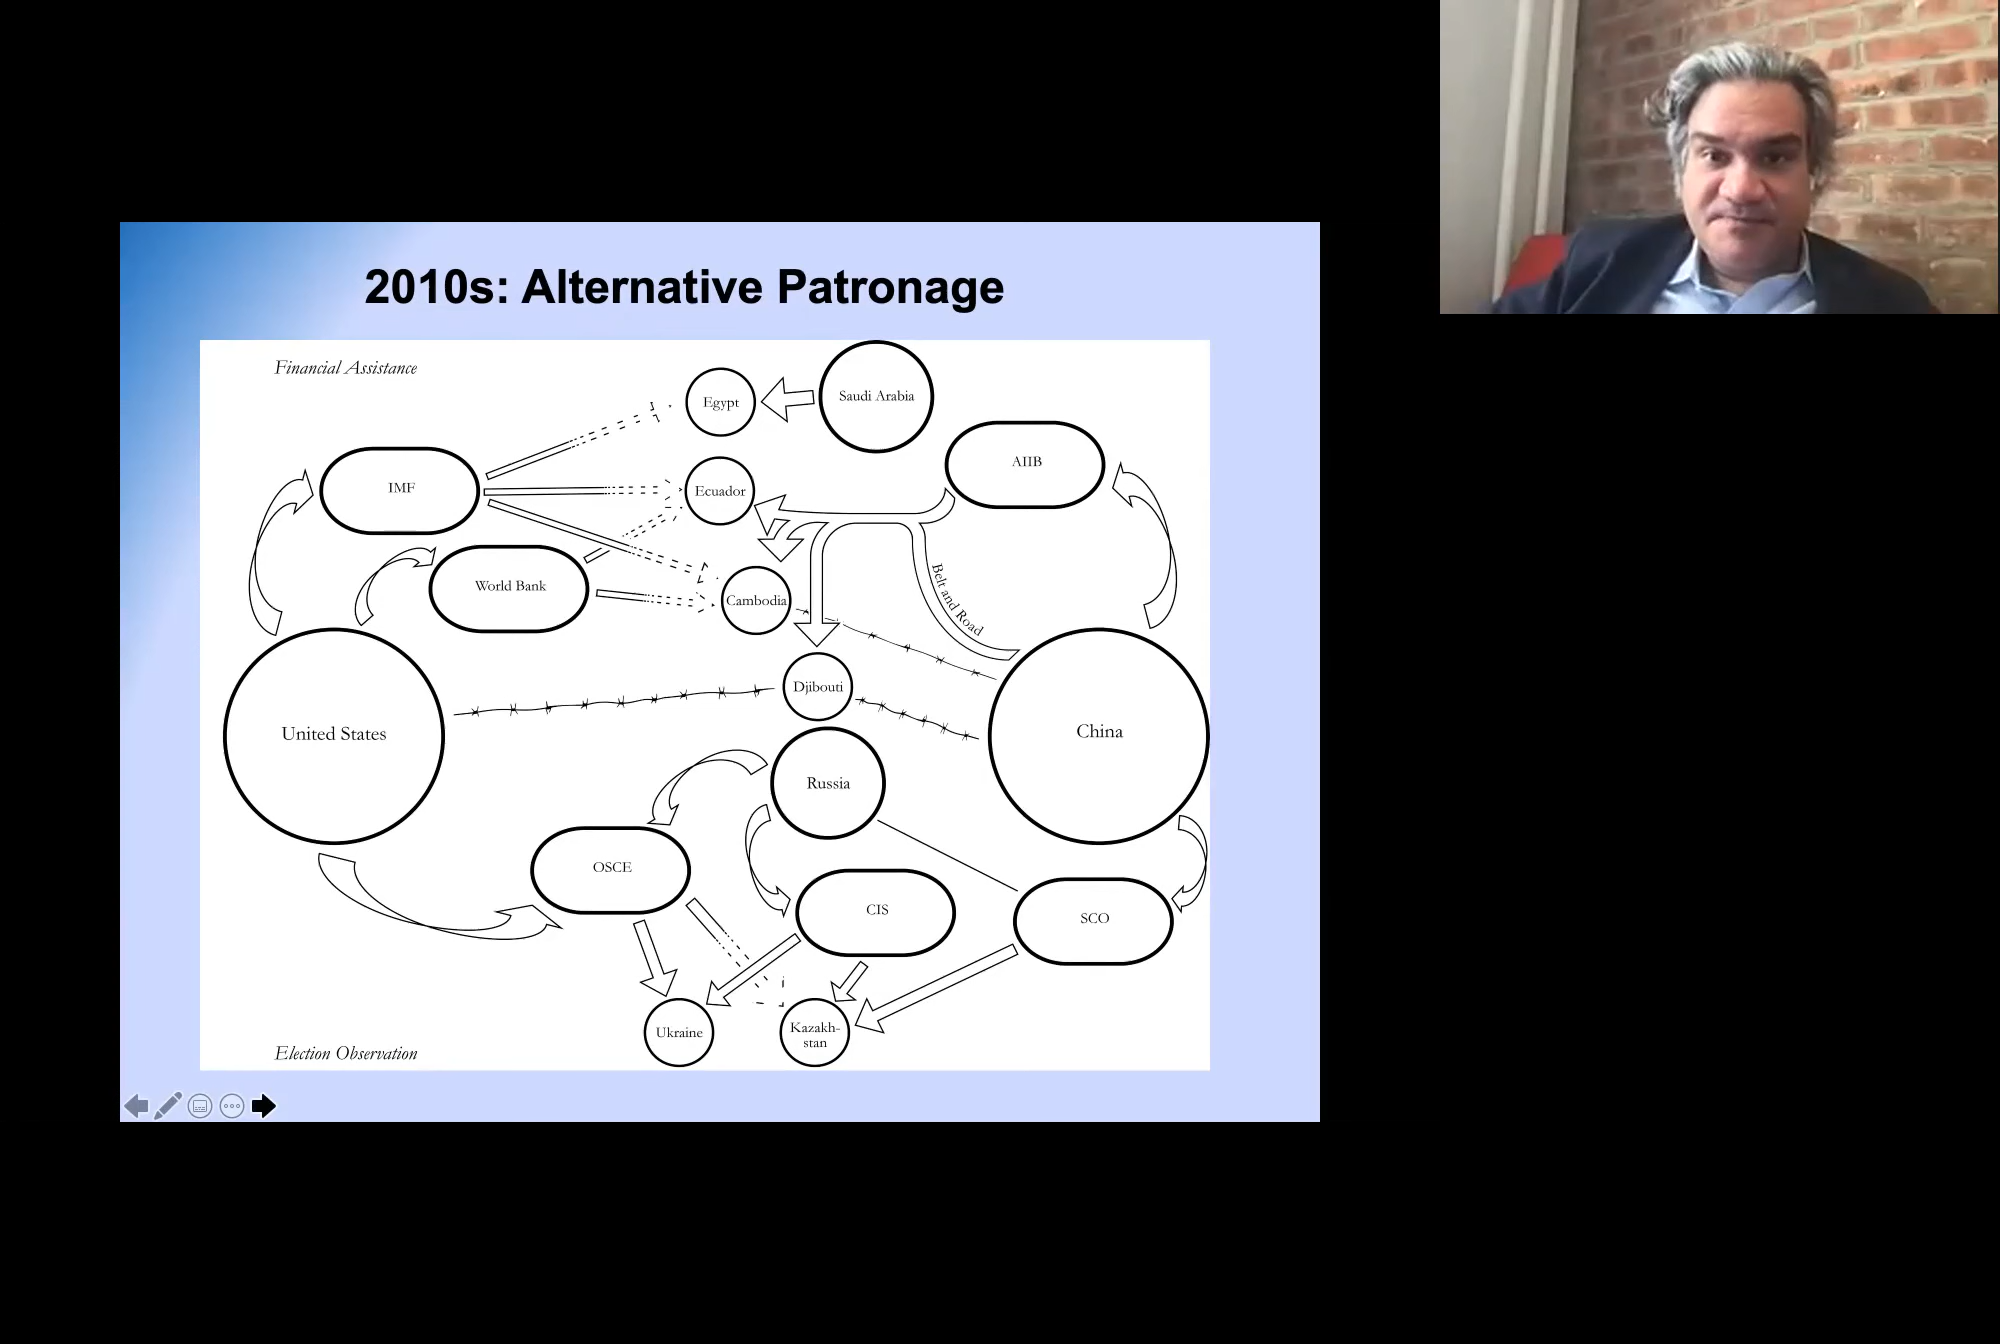 2010s: Alternative Patronage
Financial Assistance
Egypt
Saudi Arabia
AIIB
IMF
Ecuador
World Bank
Cambodia
Belt and Road
Djibouti
United States
China
Russia
OSCE
CIS
SCO
Ukraine
Kazakh-
stan
Election Observation